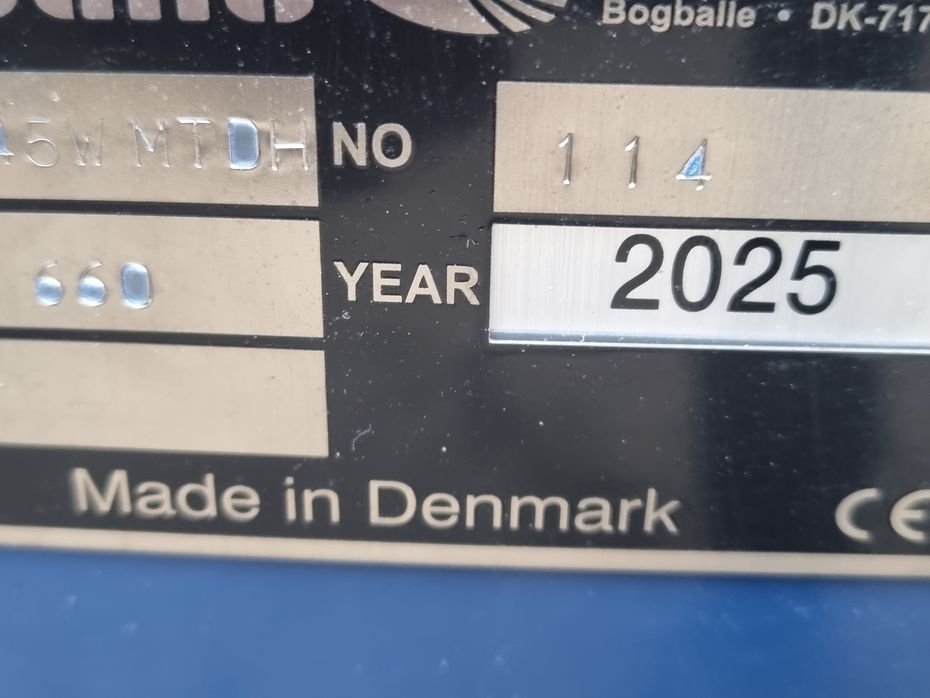 Bogballe • DK-717
45W MTDH NO 114
660 YEAR 2025
Made in Denmark CE